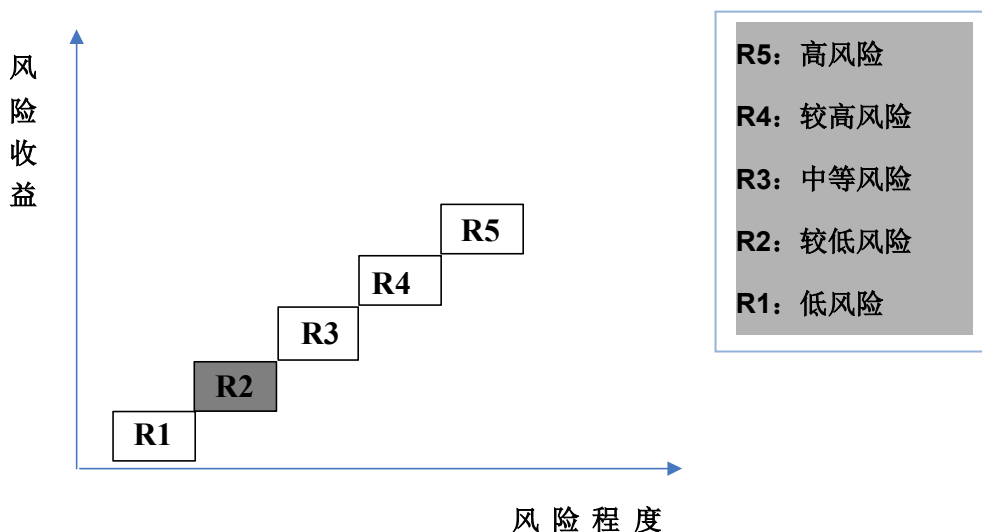 风
险
收
益
R5
R4
R3
R2
R1
风 险 程 度
R5：高风险
R4：较高风险
R3：中等风险
R2：较低风险
R1：低风险